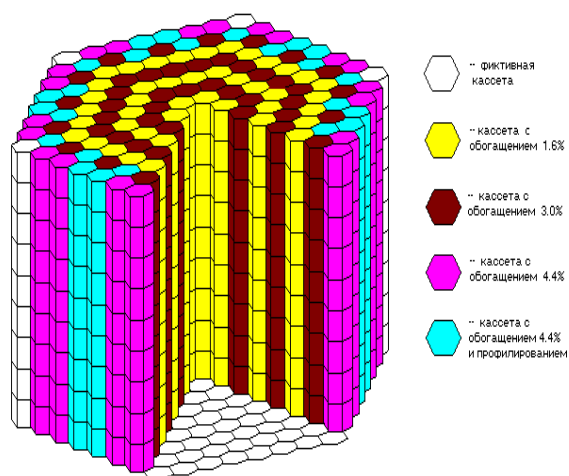 - фиктивная
кассета
- кассета с
обогащением 1.6%
- кассета с
обогащением 3.0%
- кассета с
обогащением 4.4%
- кассета с
обогащением 4.4%
и профилированием